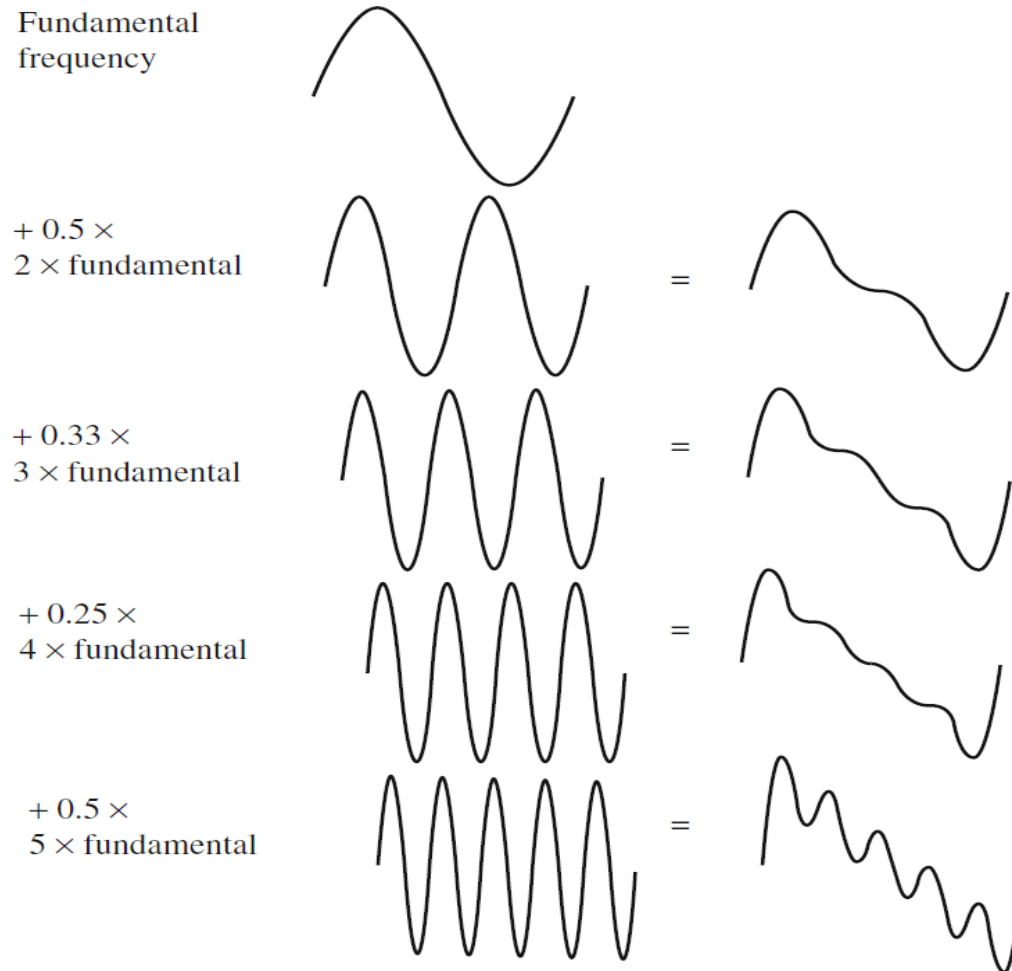 Fundamental
frequency
+ 0.5 ×
2 × fundamental
=
+ 0.33 ×
3 × fundamental
=
+ 0.25 ×
4 × fundamental
=
+ 0.5 ×
5 × fundamental
=